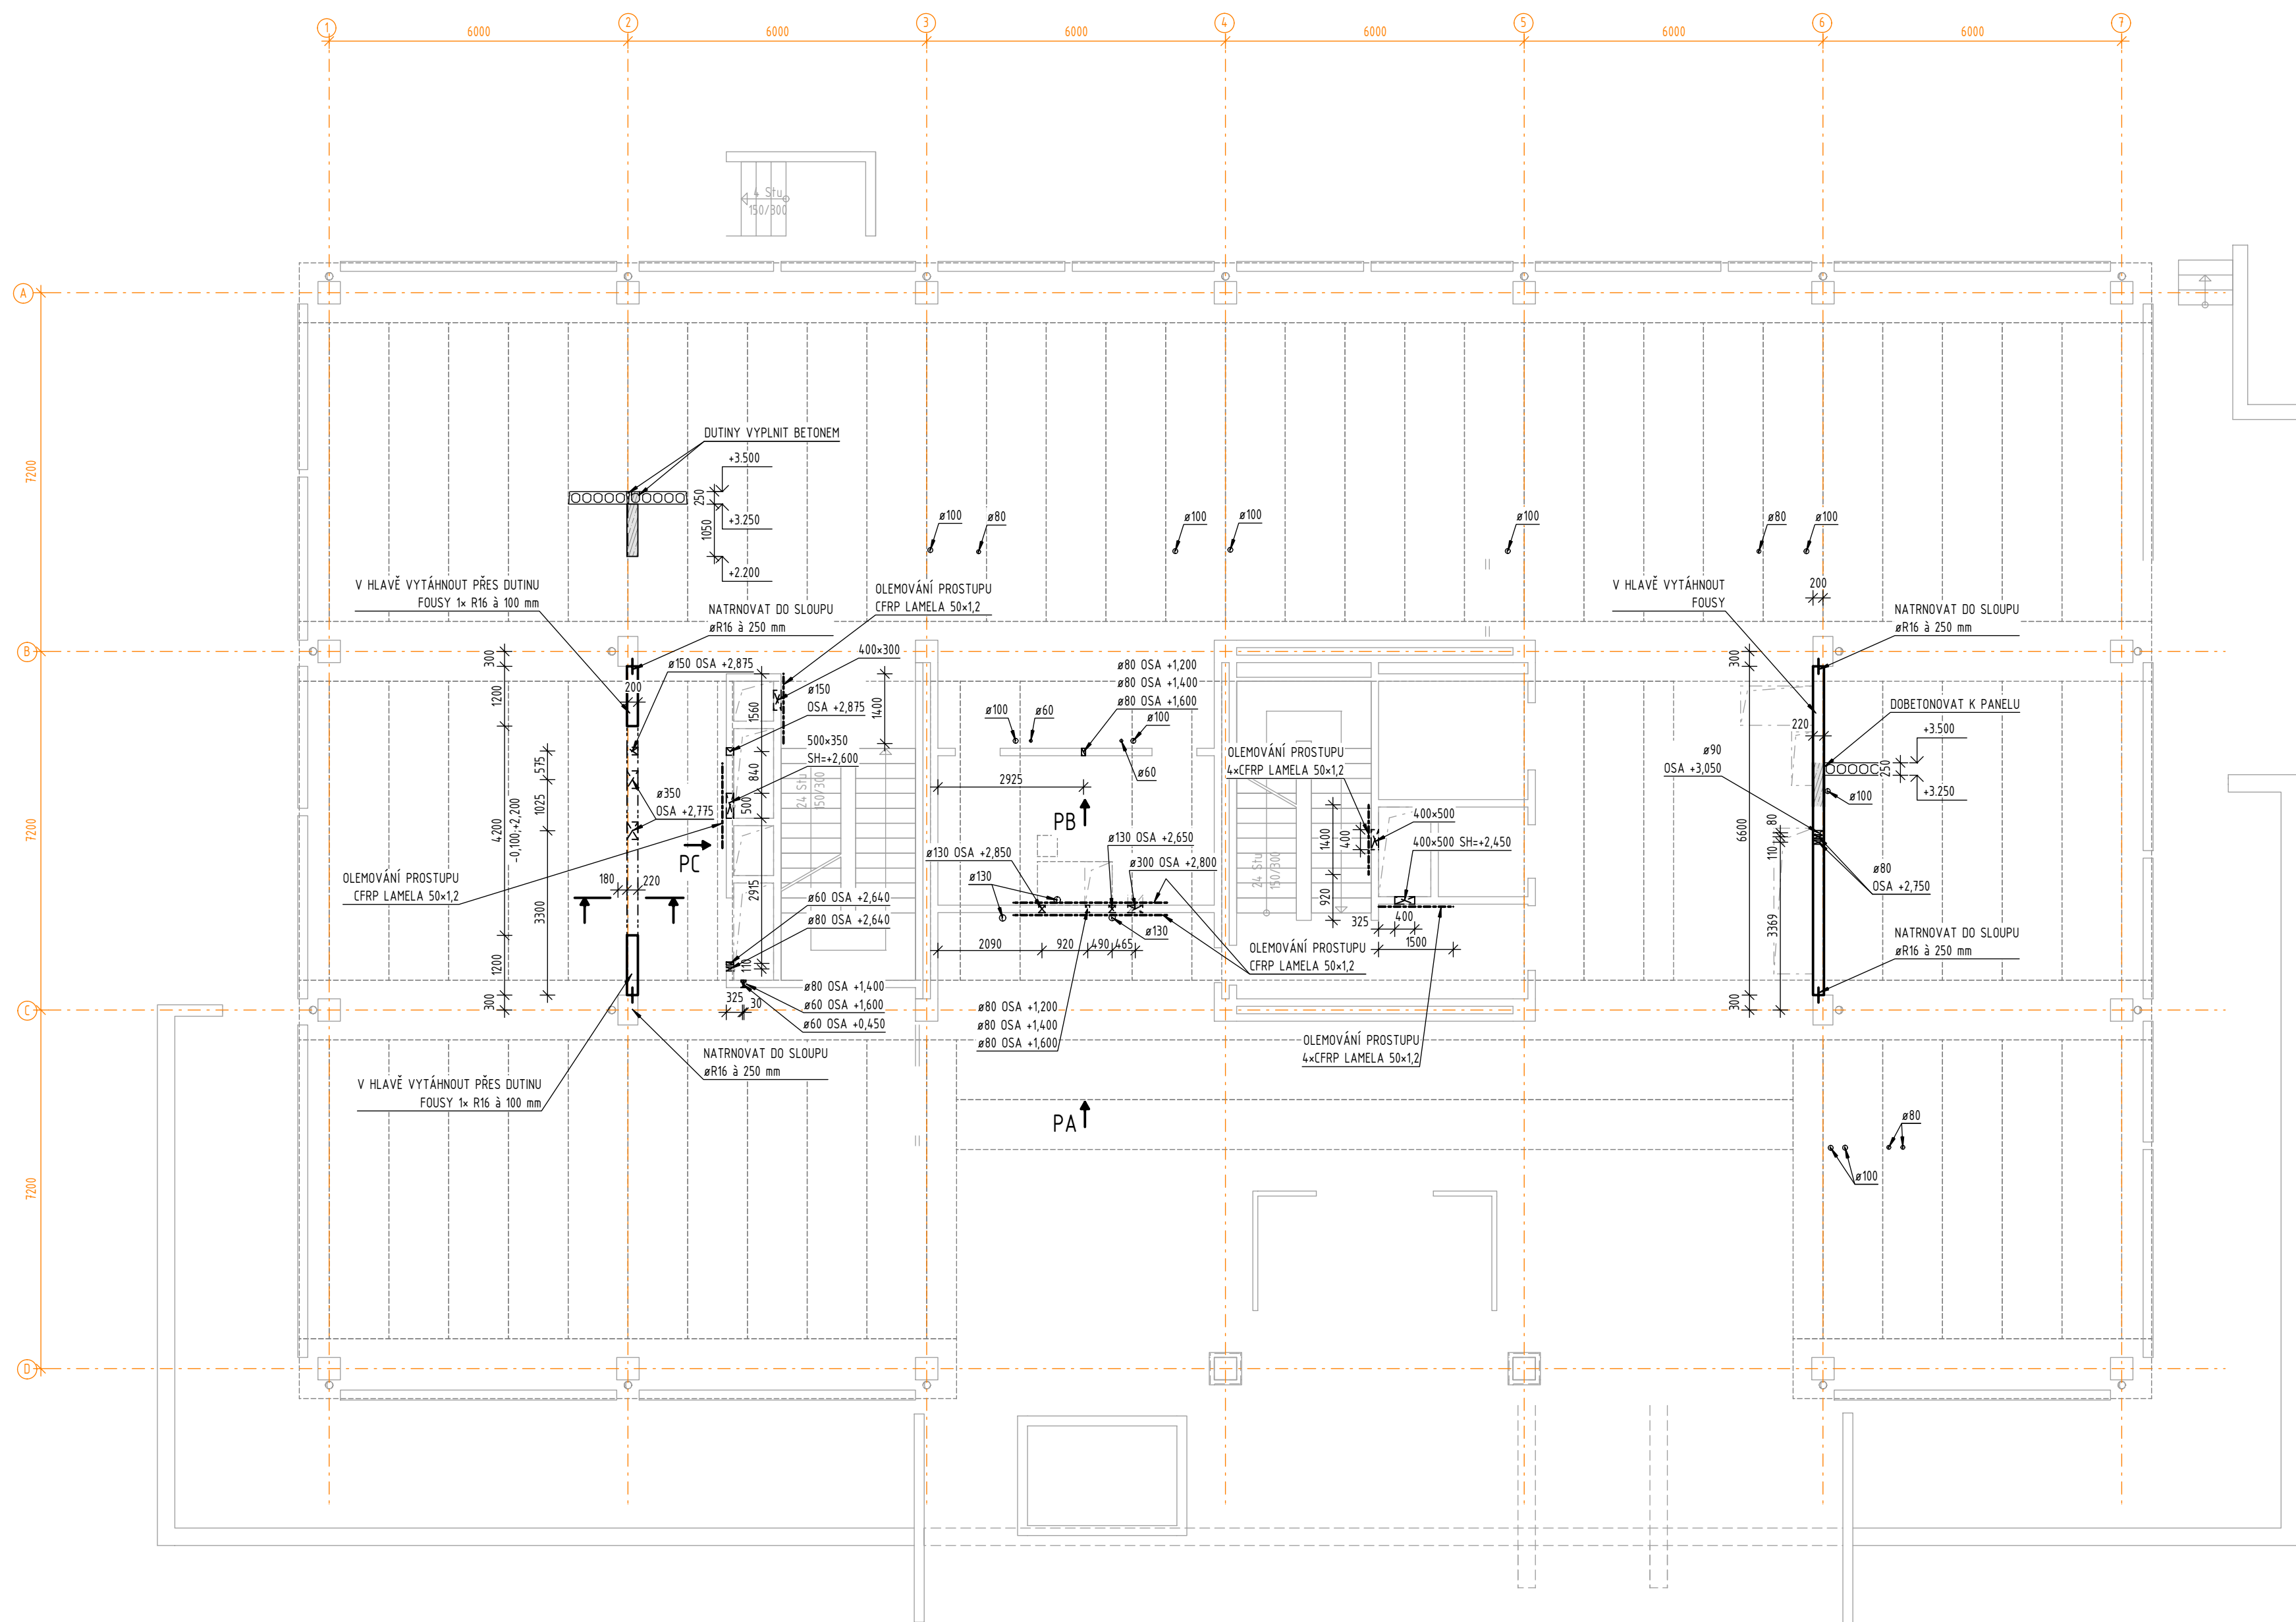 1
2
3
4
5
6
7
6000
6000
6000
6000
6000
6000
4 Stu
150/300
A
7200
B
7200
C
7200
D
DUTINY VYPLNIT BETONEM
+3.500
250
+3.250
1050
+2.200
ø100
ø80
ø100
ø100
ø100
ø80
ø100
V HLAVĚ VYTÁHNOUT PŘES DUTINU
FOUSY 1× R16 à 100 mm
OLEMOVÁNÍ PROSTUPU
CFRP LAMELA 50×1,2
NATRNOVAT DO SLOUPU
øR16 à 250 mm
ø150 OSA +2,875
400×300
200
300
1200
575
1025
4200
-0,100;+2,200
3300
1200
300
ø150
OSA +2,875
500×350
SH=+2,600
ø350
OSA +2,775
1560
840
500
2915
110
1400
24 Stu
150/300
PC
OLEMOVÁNÍ PROSTUPU
CFRP LAMELA 50×1,2
180
220
ø60 OSA +2,640
ø80 OSA +2,640
325
30
ø80 OSA +1,400
ø60 OSA +1,600
ø60 OSA +0,450
NATRNOVAT DO SLOUPU
øR16 à 250 mm
V HLAVĚ VYTÁHNOUT PŘES DUTINU
FOUSY 1× R16 à 100 mm
ø80 OSA +1,200
ø80 OSA +1,400
ø80 OSA +1,600
ø100
ø60
ø100
ø60
2925
PB
ø130 OSA +2,650
ø130 OSA +2,850
ø300 OSA +2,800
ø130
ø130
2090
920
490
465
ø80 OSA +1,200
ø80 OSA +1,400
ø80 OSA +1,600
PA
OLEMOVÁNÍ PROSTUPU
4×CFRP LAMELA 50×1,2
OLEMOVÁNÍ PROSTUPU
CFRP LAMELA 50×1,2
24 Stu
150/300
1400
400
920
400×500
400×500 SH=+2,450
325
400
1500
OLEMOVÁNÍ PROSTUPU
4×CFRP LAMELA 50×1,2
V HLAVĚ VYTÁHNOUT
FOUSY
200
NATRNOVAT DO SLOUPU
øR16 à 250 mm
300
6600
300
DOBETONOVAT K PANELU
220
+3.500
250
+3.250
ø90
OSA +3,050
ø100
80
110
3369
ø80
OSA +2,750
NATRNOVAT DO SLOUPU
øR16 à 250 mm
ø80
ø100